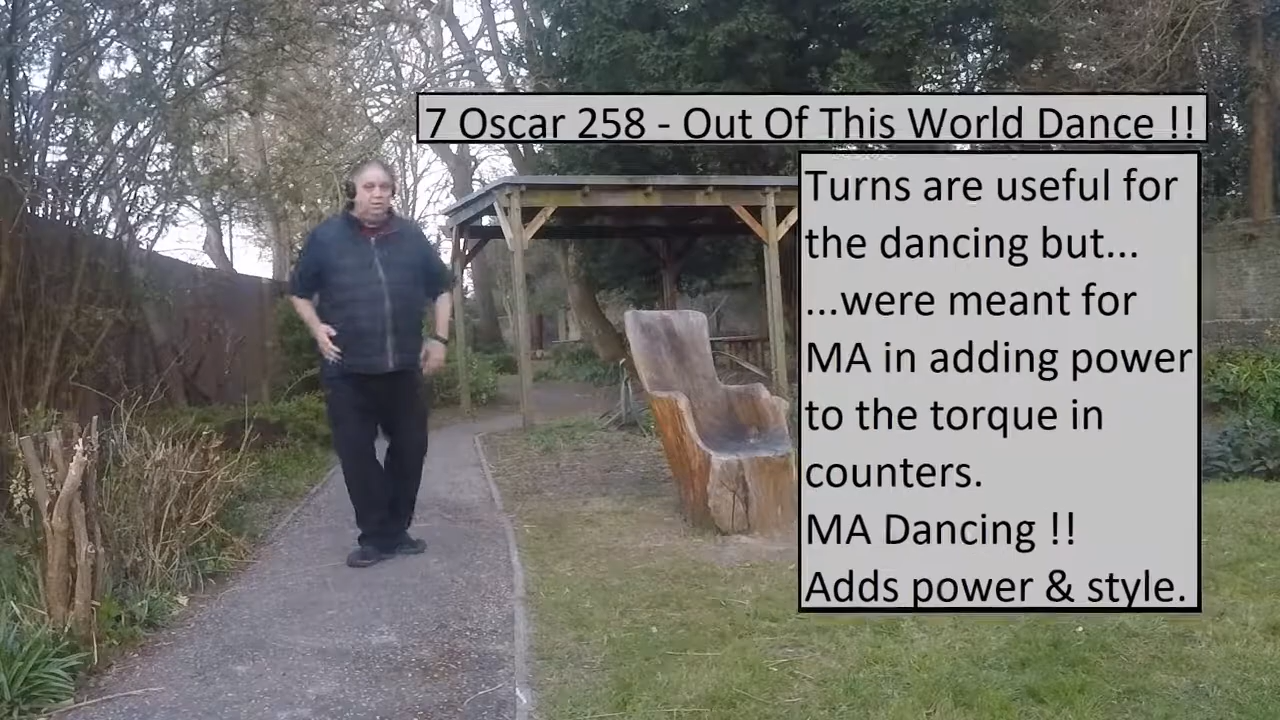 7 Oscar 258 - Out Of This World Dance !!
Turns are useful for
the dancing but...
...were meant for
MA in adding power
to the torque in
counters.
MA Dancing !!
Adds power & style.